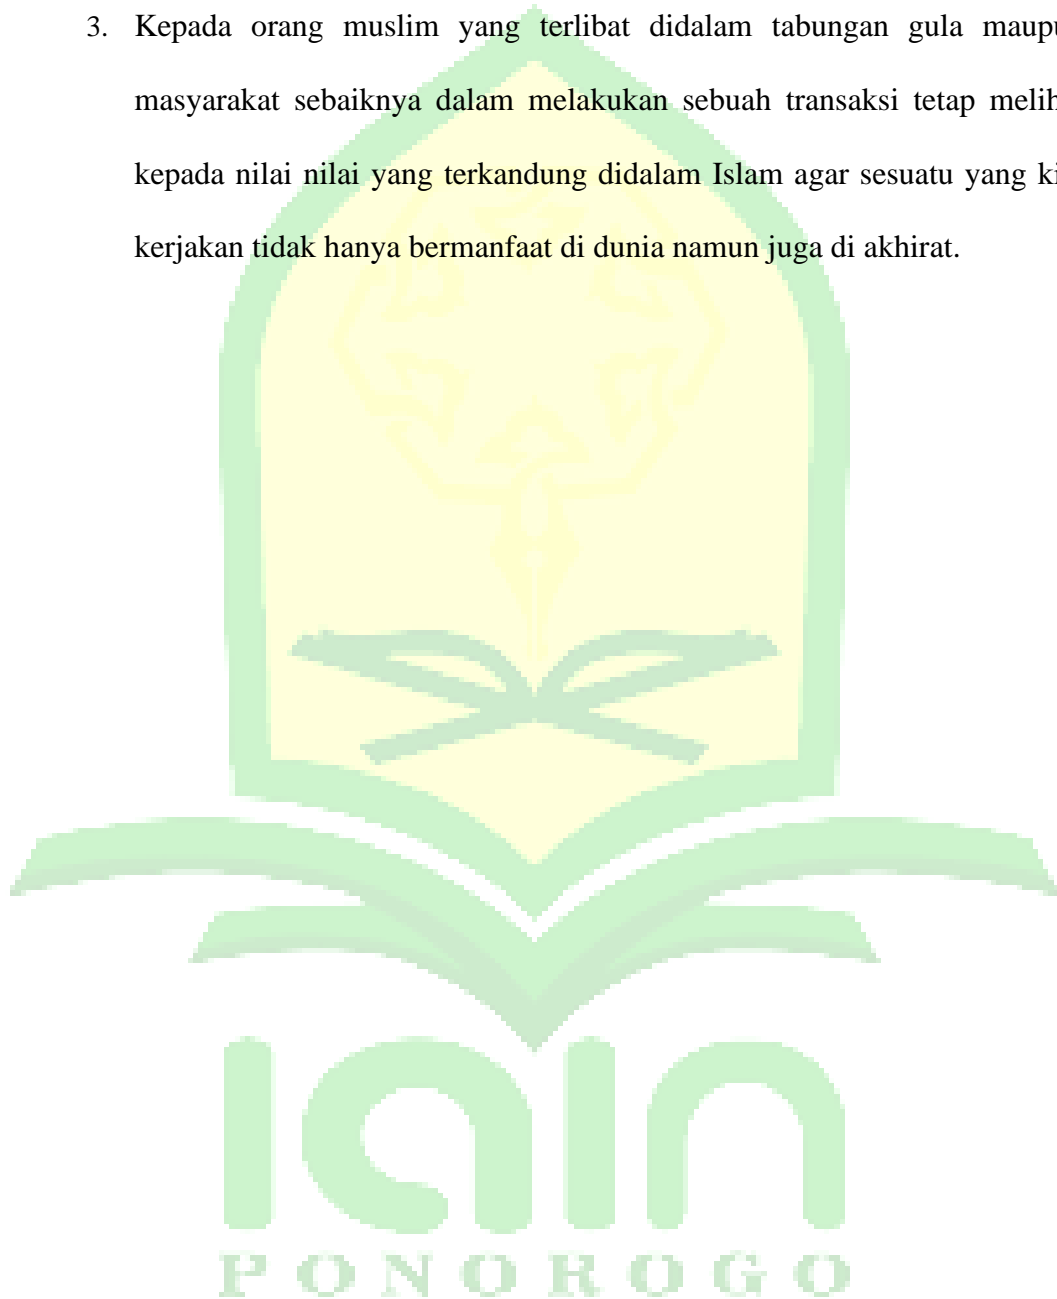 3. Kepada orang muslim yang terlibat didalam tabungan gula maupu
masyarakat sebaiknya dalam melakukan sebuah transaksi tetap melih
kepada nilai nilai yang terkandung didalam Islam agar sesuatu yang ki
kerjakan tidak hanya bermanfaat di dunia namun juga di akhirat.
iain
PONOROGO